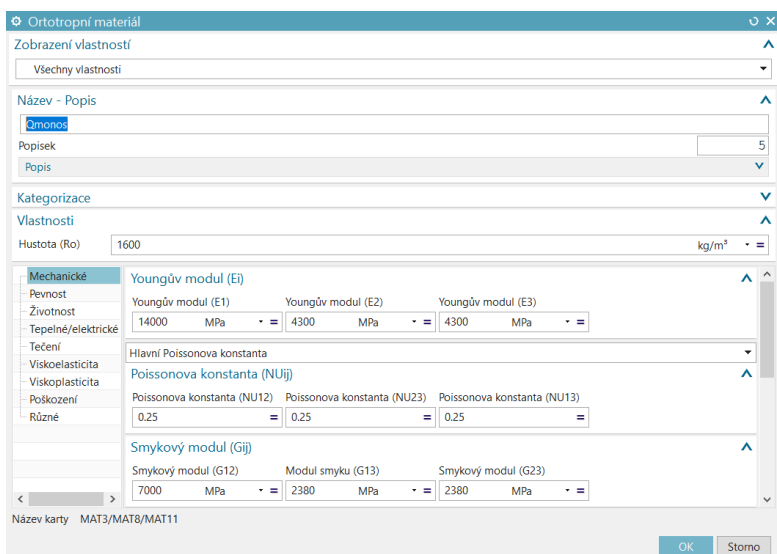 Ortotropní materiál
Zobrazení vlastností
Všechny vlastnosti
Název - Popis
Qmonos
Popisek 5
Popis
Kategorizace
Vlastnosti
Hustota (Ro) 1600 kg/m³ =
Mechanické
Pevnost
Životnost
Tepelné/elektrické
Tečení
Viskoelasticita
Viskoplasticita
Poškození
Různé
Youngův modul (Ei)
Youngův modul (E1) Youngův modul (E2) Youngův modul (E3)
14000 MPa = 4300 MPa = 4300 MPa =
Hlavní Poissonova konstanta
Poissonova konstanta (NUij)
Poissonova konstanta (NU12) Poissonova konstanta (NU23) Poissonova konstanta (NU13)
0.25 = 0.25 = 0.25 =
Smykový modul (Gij)
Smykový modul (G12) Modul smyku (G13) Smykový modul (G23)
7000 MPa = 2380 MPa = 2380 MPa =
Název karty MAT3/MAT8/MAT11
OK Storno